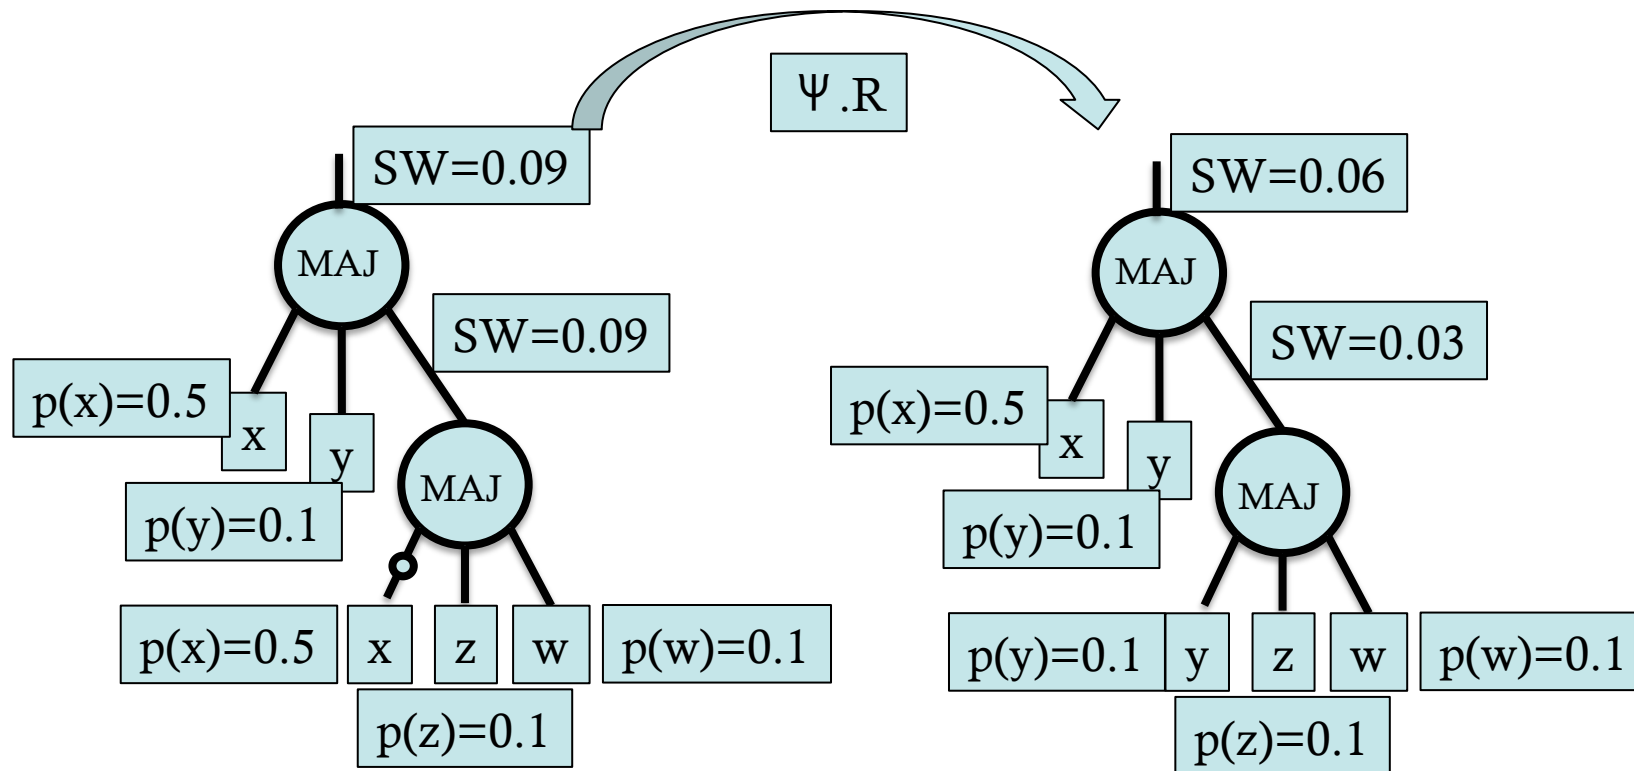 Ψ.R
SW=0.09
MAJ
SW=0.09
p(x)=0.5
x
y
p(y)=0.1
MAJ
p(x)=0.5
x
z
w
p(w)=0.1
p(z)=0.1
SW=0.06
MAJ
SW=0.03
p(x)=0.5
x
y
p(y)=0.1
MAJ
p(y)=0.1
y
z
w
p(w)=0.1
p(z)=0.1